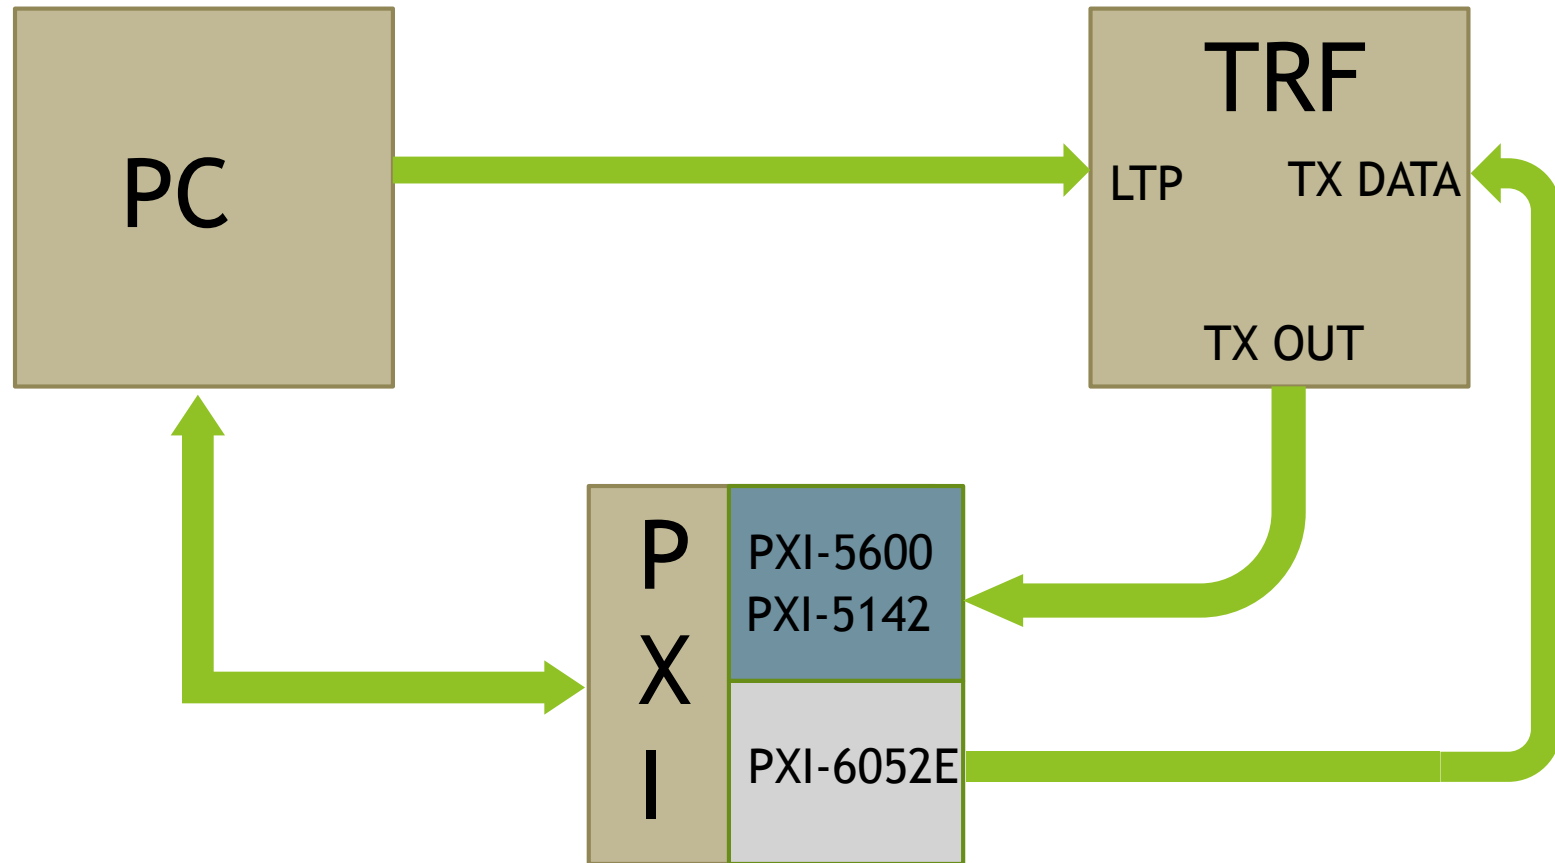 PC
TRF
LTP
TX DATA
TX OUT
P
X
I
PXI-5600
PXI-5142
PXI-6052E